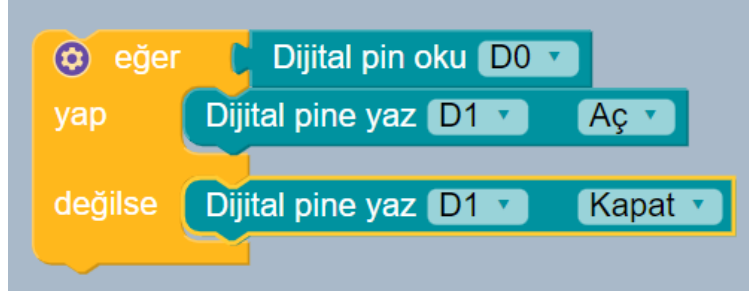 eğer Dijital pin oku D0
yap Dijital pine yaz D1 Aç
değilse Dijital pine yaz D1 Kapat